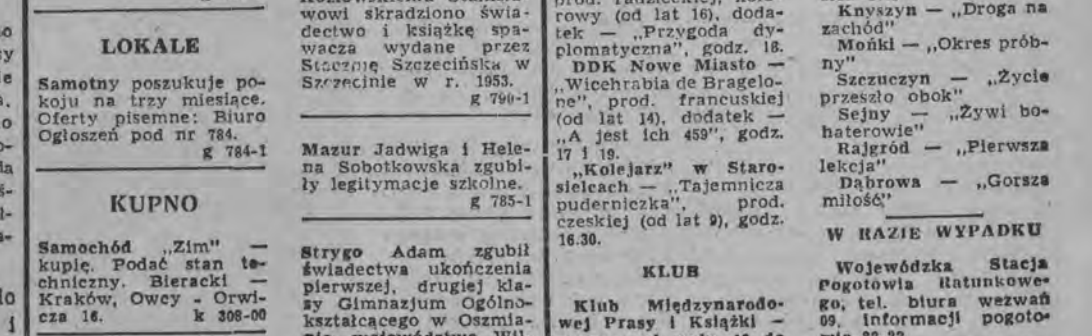 LOKALE
Samotny poszukuje po-
koju na trzy miesiące.
Oferty pisemne: Biuro
Ogłoszeń pod nr 784.
g 784-1
KUPNO
Samochód „Zim" —
kupię. Podać stan te-
chniczny. Bieracki —
Kraków, Owcy - Orwi-
cza 16. k 308-00
wowi skradziono świa-
dectwo i książkę spa-
wacza wydane przez
Stocznię Szczecińską w
Szczecinie w r. 1953.
g 790-1
Mazur Jadwiga i Hele-
na Sobotkowska zgubi-
ły legitymacje szkolne.
g 785-1
Strygo Adam zgubił
świadectwa ukończenia
pierwszej, drugiej kla-
sy Gimnazjum Ogólno-
kształcącego w Oszmia-
rowy (od lat 16), doda-
tek — „Przygoda dy-
plomatyczna", godz. 18.
DDK Nowe Miasto —
„Wicehrabia de Bragelo-
ne", prod. francuskiej
(od lat 14), dodatek —
„A jest ich 459", godz.
17 i 19.
„Kolejarz" w Staro-
sielcach — „Tajemnicza
puderniczka", prod.
czeskiej (od lat 9), godz.
16.30.
KLUB
Klub Międzynarodo-
wej Prasy i Książki —
Knyszyn — „Droga na
zachód"
Mońki — „Okres prób-
ny"
Szczuczyn — „Życie
przeszło obok"
Sejny — „Żywi bo-
haterowie"
Rajgród — „Pierwsza
lekcja"
Dąbrowa — „Gorsza
miłość"
W RAZIE WYPADKU
Wojewódzka Stacja
Pogotowia Ratunkowe-
go, tel. biura wezwań
09, informacji pogoto-